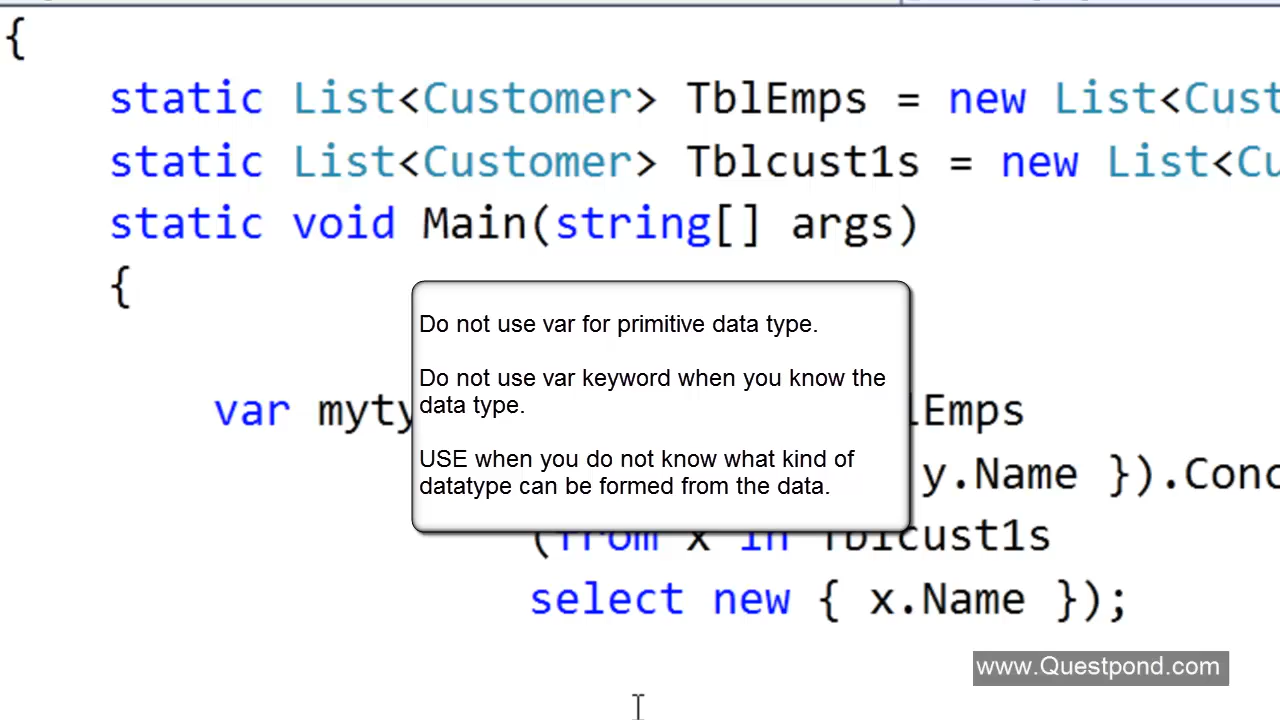 {
static List<Customer> TblEmps = new List<Cust
static List<Customer> Tblcust1s = new List<Cu
static void Main(string[] args)
{
Do not use var for primitive data type.
Do not use var keyword when you know the
data type.
USE when you do not know what kind of
datatype can be formed from the data.
var myty lEmps
y.Name }).Conc
(from x in Tblcust1s
select new { x.Name });
www.Questpond.com